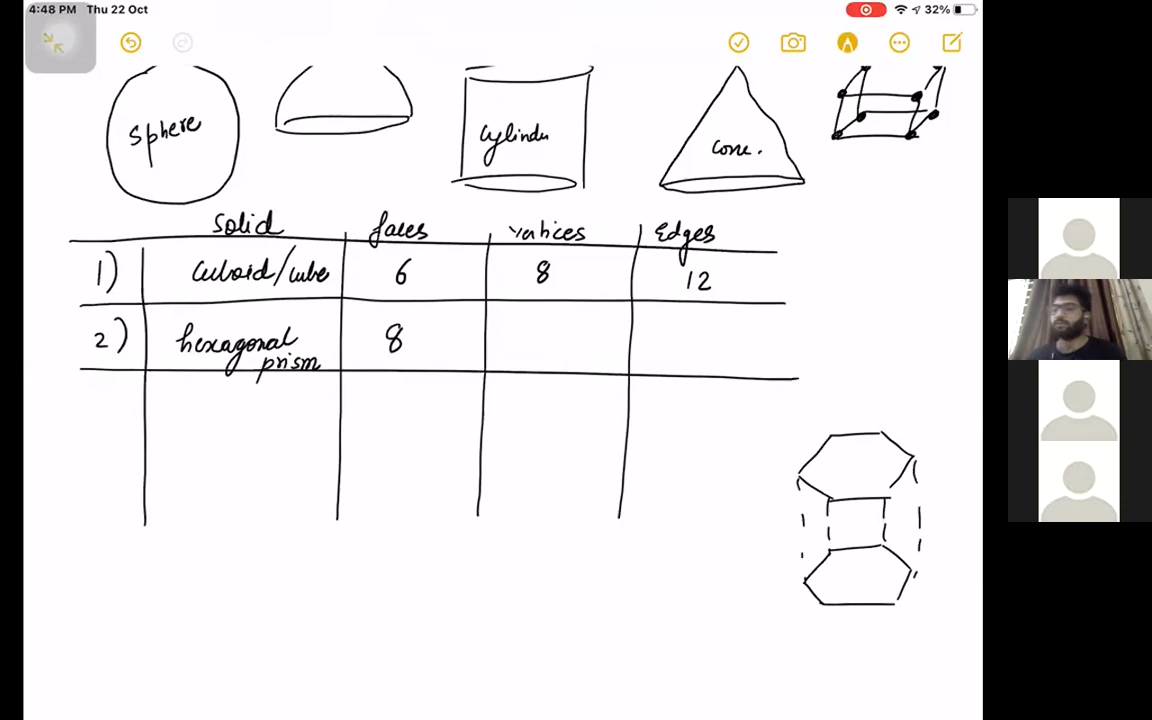 4:48 PM Thu 22 Oct
32%
Sphere
Cylinder
Cone.
Solid faces vertices Edges
1) Cuboid/cube 6 8 12
2) hexagonal 8
prism